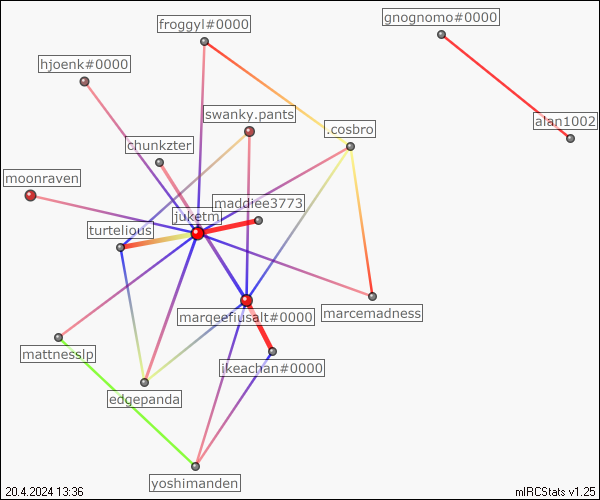 gnognomo#0000
froggyl#0000
hjoenk#0000
swanky.pants
alan1002
.cosbro
chunkzter
moonraven
maddiee3773
juketm
turtelious
marqeefiusalt#0000
marcemadness
mattnesslp
ikeachan#0000
edgepanda
yoshimanden
20.4.2024 13:36
mIRCStats v1.25